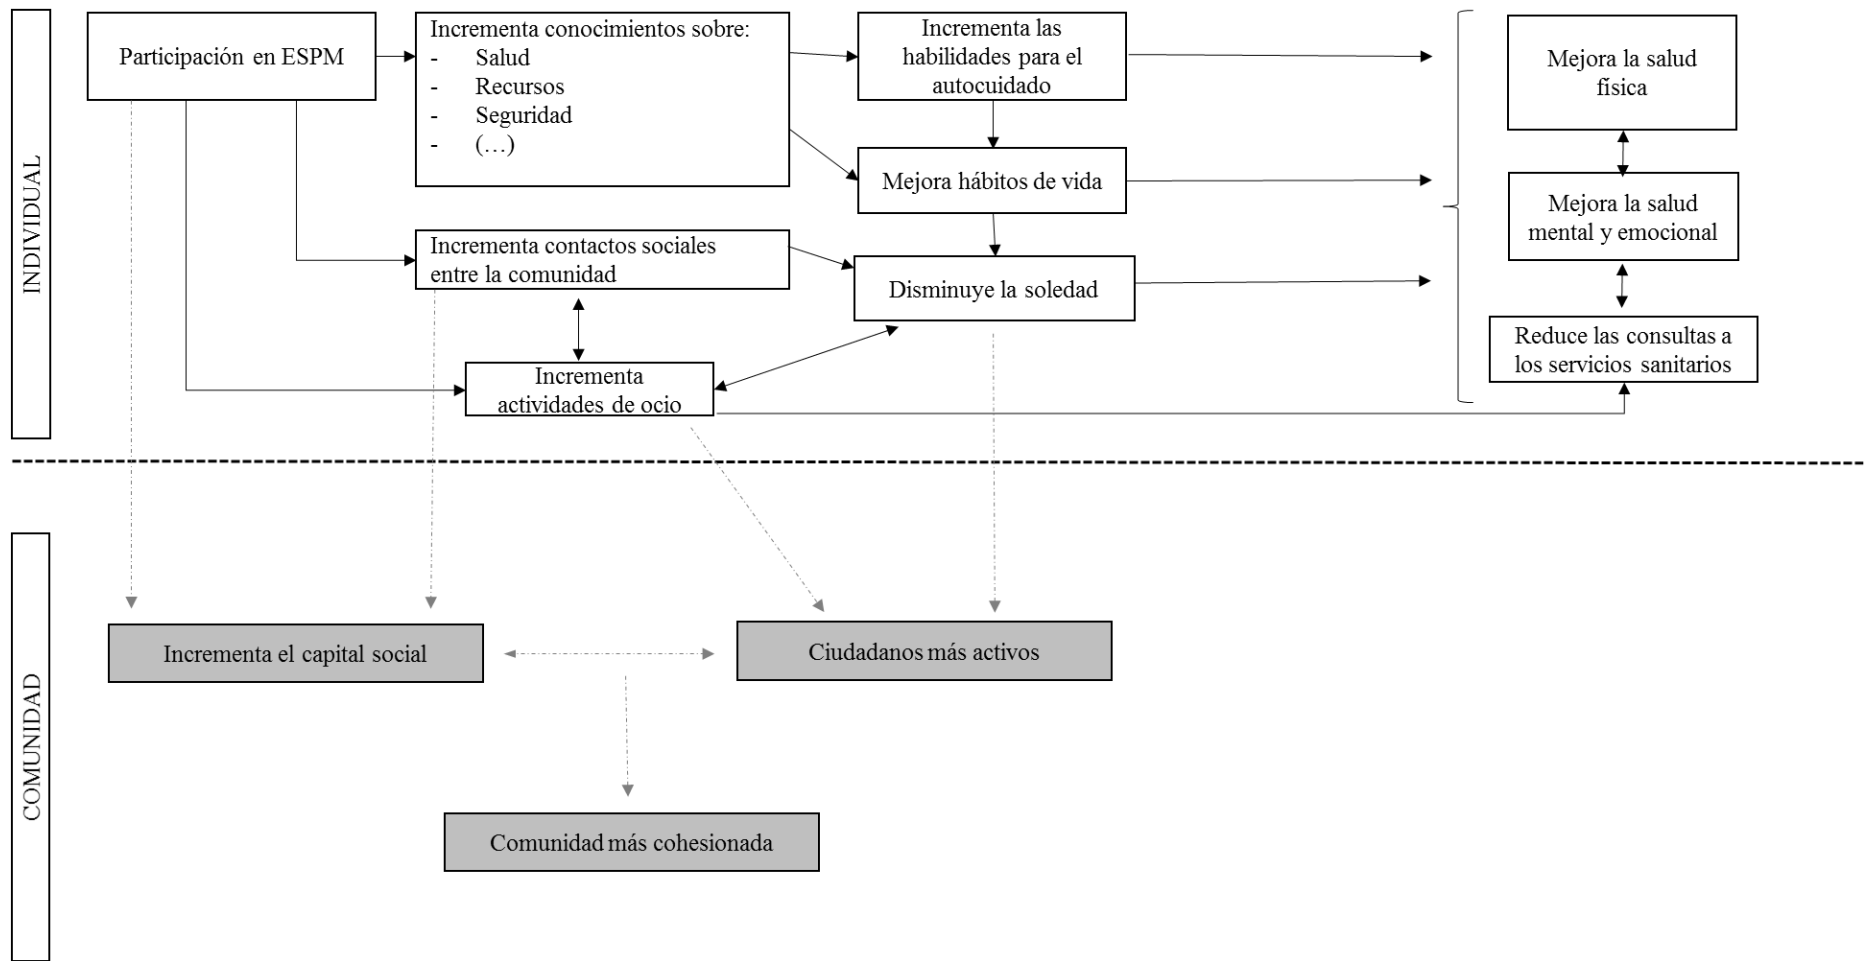 INDIVIDUAL
Participación en ESPM
Incrementa conocimientos sobre:
- Salud
- Recursos
- Seguridad
- (…)
Incrementa las
habilidades para el
autocuidado
Mejora la salud
física
Mejora hábitos de vida
Mejora la salud
mental y emocional
Incrementa contactos sociales
entre la comunidad
Disminuye la soledad
Reduce las consultas a
los servicios sanitarios
Incrementa
actividades de ocio
COMUNIDAD
Incrementa el capital social
Ciudadanos más activos
Comunidad más cohesionada